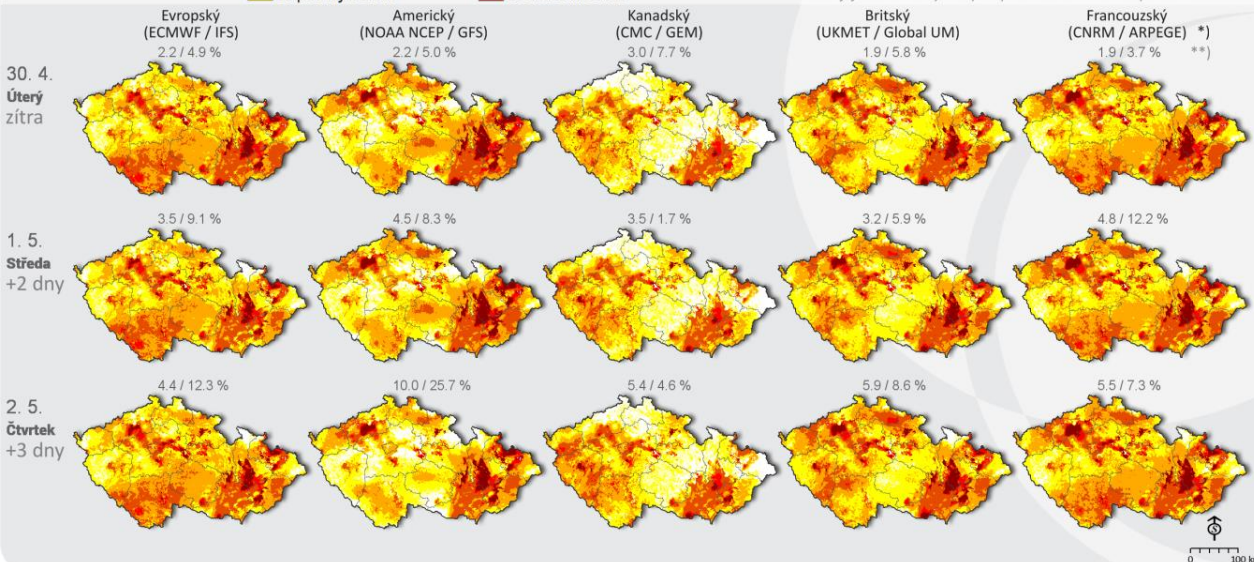 Evropský Americký Kanadský Britský Francouzský
(ECMWF / IFS) (NOAA NCEP / GFS) (CMC / GEM) (UKMET / Global UM) (CNRM / ARPEGE) *)
2.2 / 4.9 % 2.2 / 5.0 % 3.0 / 7.7 % 1.9 / 5.8 % 1.9 / 3.7 % **)
30. 4.
Úterý
zítra
3.5 / 9.1 % 4.5 / 8.3 % 3.5 / 1.7 % 3.2 / 5.9 % 4.8 / 12.2 %
1. 5.
Středa
+2 dny
4.4 / 12.3 % 10.0 / 25.7 % 5.4 / 4.6 % 5.9 / 8.6 % 5.5 / 7.3 %
2. 5.
Čtvrtek
+3 dny
S
0 100